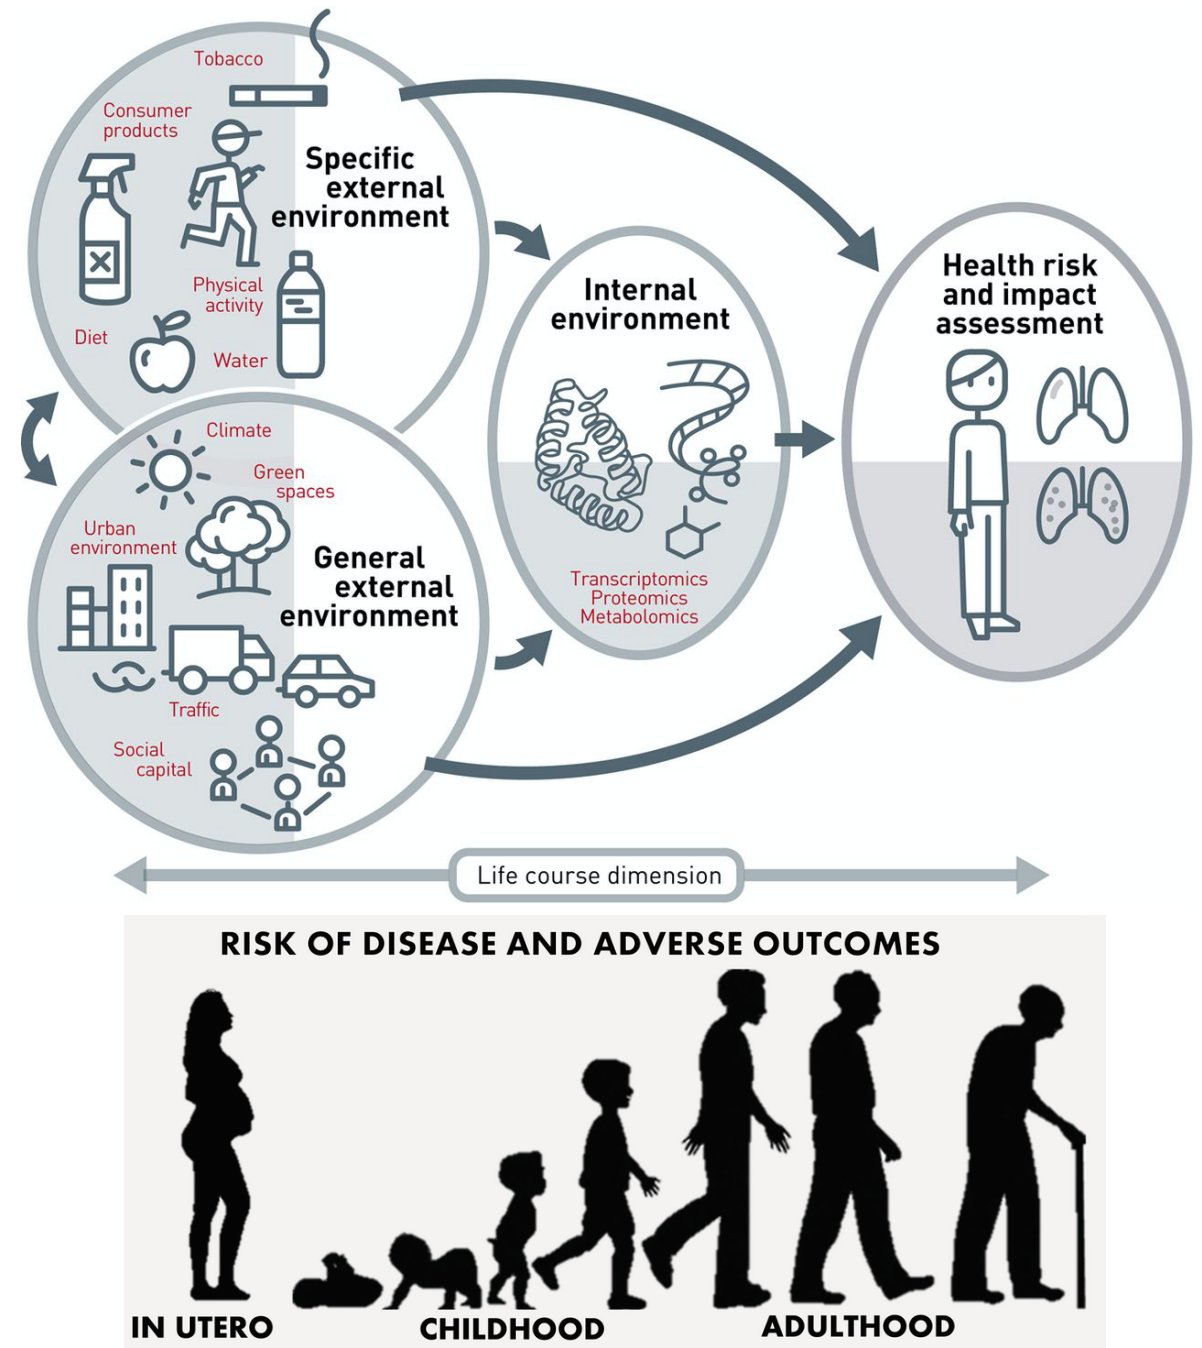 Tobacco
Consumer
products
Specific
external
environment
Physical
activity
Diet
Water
Climate
Green
spaces
Urban
environment
General
external
environment
Traffic
Social
capital
Internal
environment
Transcriptomics
Proteomics
Metabolomics
Health risk
and impact
assessment
Life course dimension
RISK OF DISEASE AND ADVERSE OUTCOMES
IN UTERO
CHILDHOOD
ADULTHOOD